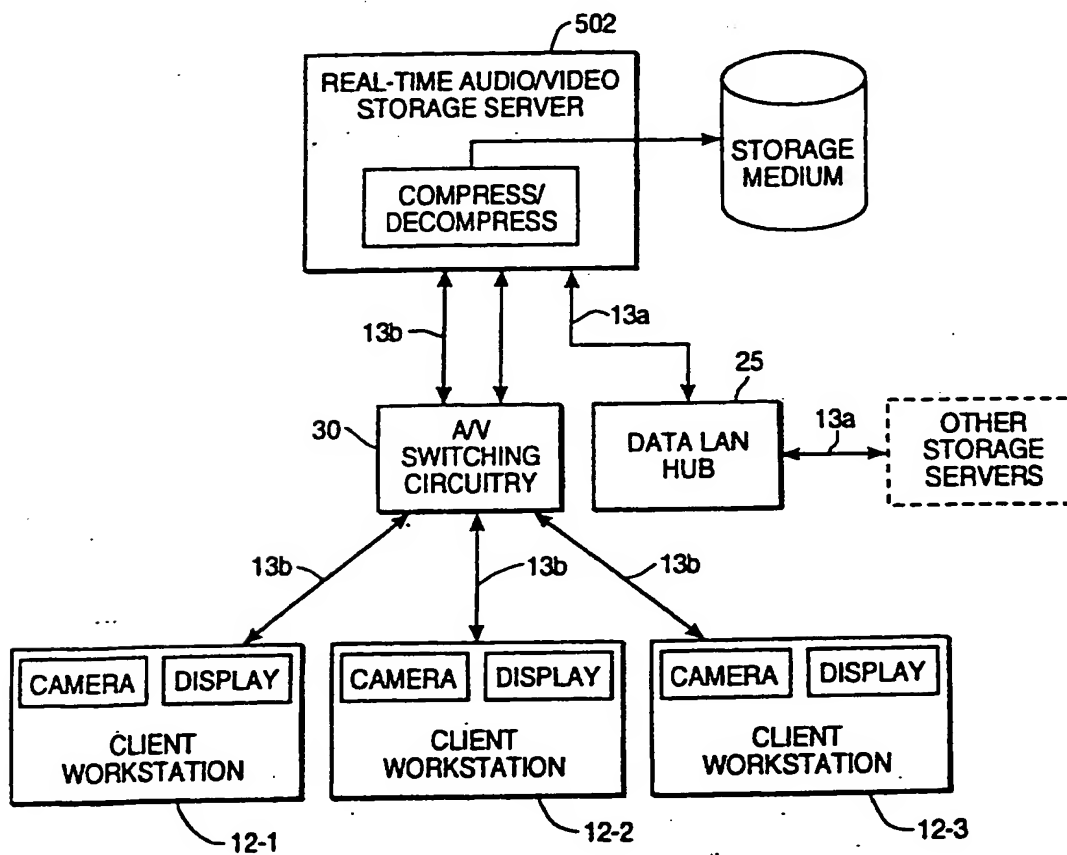 502
REAL-TIME AUDIO/VIDEO
STORAGE SERVER
COMPRESS/
DECOMPRESS
STORAGE
MEDIUM
13b
13a
30
A/V
SWITCHING
CIRCUITRY
25
DATA LAN
HUB
13a
OTHER
STORAGE
SERVERS
13b
13b
13b
CAMERA
DISPLAY
CLIENT
WORKSTATION
12-1
CAMERA
DISPLAY
CLIENT
WORKSTATION
12-2
CAMERA
DISPLAY
CLIENT
WORKSTATION
12-3